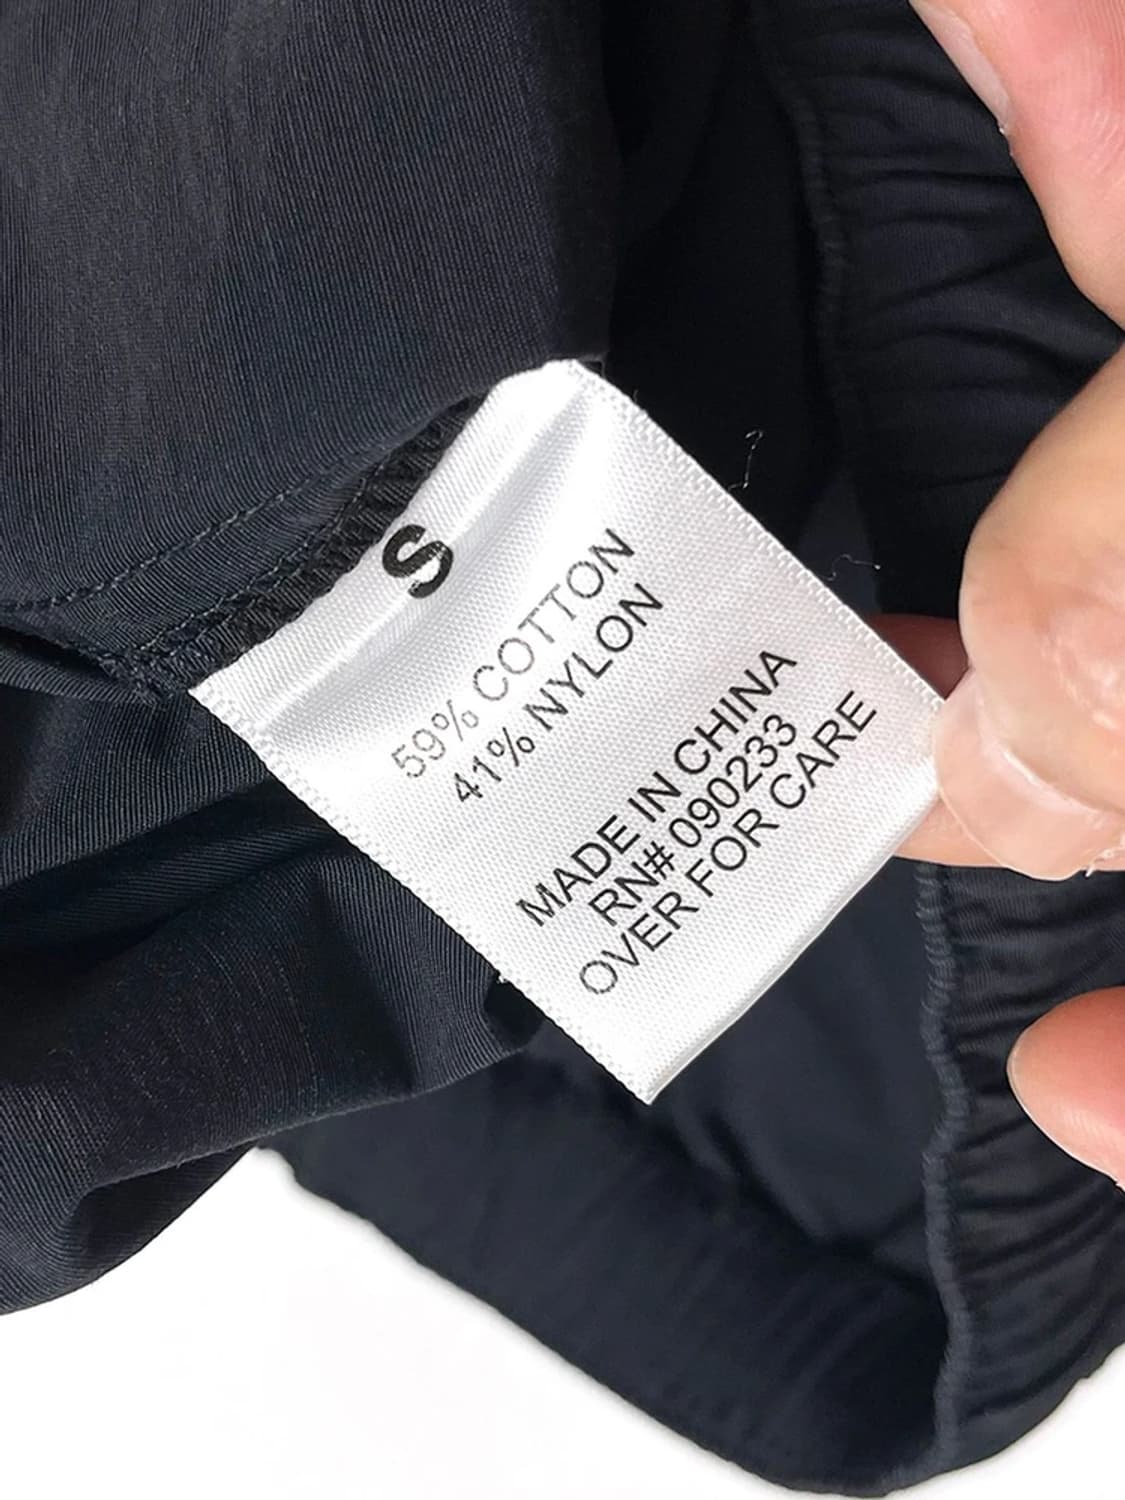 S
59% COTTON
41% NYLON
MADE IN CHINA
RN# 090233
OVER FOR CARE